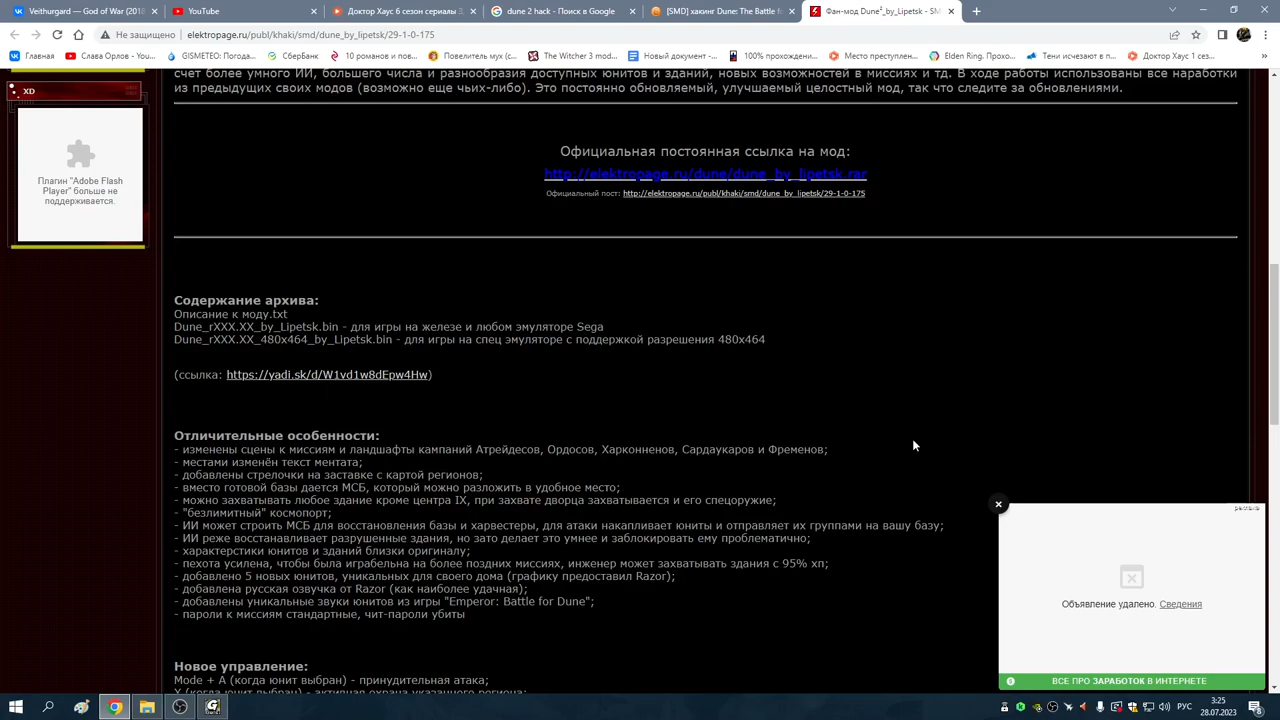 Veithurgard — God of War (2018
YouTube
Доктор Хаус 6 сезон сериалы 2
dune 2 hack - Поиск в Google
[SMD] хакинг Dune: The Battle fo
Фан-мод Dune²_by_Lipetsk - SM
Не защищено
elektropage.ru/publ/khaki/smd/dune_by_lipetsk/29-1-0-175
Главная
Слава Орлов - You...
GISMETEO: Погода...
СберБанк
10 романов и пов...
Повелитель мух (с...
The Witcher 3 mod...
Новый документ -...
100% прохождени...
Место преступлен...
Elden Ring, Прохо...
Тени исчезают в п...
Доктор Хаус 1 сез...
»
счет более умного ИИ, большего числа и разнообразия доступных юнитов и зданий, новых возможностей в миссиях и тд. В ходе работы использованы все наработки
из предыдущих своих модов (возможно еще чьих-либо). Это постоянно обновляемый, улучшаемый целостный мод, так что следите за обновлениями.
XD
Плагин "Adobe Flash
Player" больше не
поддерживается.
Официальная постоянная ссылка на мод:
http://elektropage.ru/dune/dune_by_lipetsk.rar
Официальный пост: http://elektropage.ru/publ/khaki/smd/dune_by_lipetsk/29-1-0-175
Содержание архива:
Описание к моду.txt
Dune_rXXX.XX_by_Lipetsk.bin - для игры на железе и любом эмуляторе Sega
Dune_rXXX.XX_480x464_by_Lipetsk.bin - для игры на спец эмуляторе с поддержкой разрешения 480x464
(ссылка: https://yadi.sk/d/W1vd1w8dEpw4Hw)
Отличительные особенности:
- изменены сцены к миссиям и ландшафты кампаний Атрейдесов, Ордосов, Харконненов, Сардаукаров и Фременов;
- местами изменён текст ментата;
- добавлены стрелочки на заставке с картой регионов;
- вместо готовой базы дается МСБ, который можно разложить в удобное место;
- можно захватывать любое здание кроме центра IX, при захвате дворца захватывается и его спецоружие;
- "безлимитный" космопорт;
- ИИ может строить МСБ для восстановления базы и харвестеры, для атаки накапливает юниты и отправляет их группами на вашу базу;
- ИИ реже восстанавливает разрушенные здания, но зато делает это умнее и заблокировать ему проблематично;
- характерстики юнитов и зданий близки оригиналу;
- пехота усилена, чтобы была играбельна на более поздних миссиях, инженер может захватывать здания с 95% хп;
- добавлено 5 новых юнитов, уникальных для своего дома (графику предоставил Razor);
- добавлена русская озвучка от Razor (как наиболее удачная);
- добавлены уникальные звуки юнитов из игры "Emperor: Battle for Dune";
- пароли к миссиям стандартные, чит-пароли убиты
Объявление удалено. Сведения
Новое управление:
Mode + A (когда юнит выбран) - принудительная атака;
Y (когда юнит выбран) - активная охрана указанного региона;
ВСЕ ПРО ЗАРАБОТОК В ИНТЕРНЕТЕ
РУС
3:25
28.07.2023